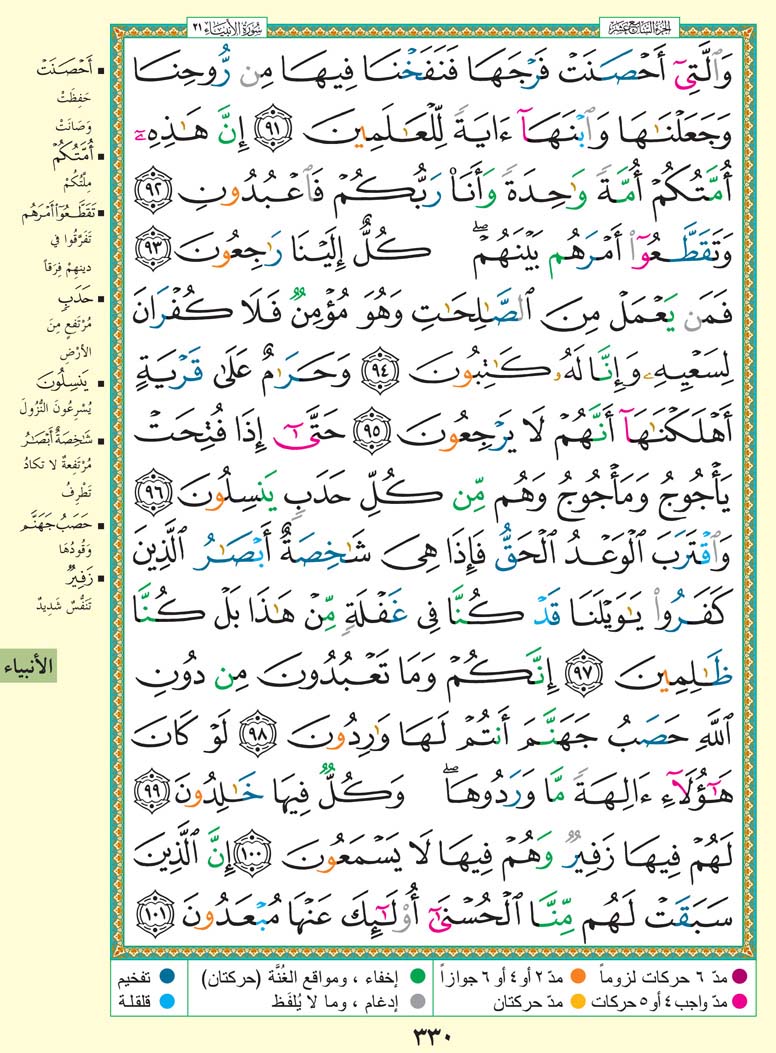 الجزء السابع عشر
سورة الأنبياء ٢١
وَٱلَّتِىٓ أَحْصَنَتْ فَرْجَهَا فَنَفَخْنَا فِيهَا مِن رُّوحِنَا
وَجَعَلْنَـٰهَا وَٱبْنَهَآ ءَايَةً لِّلْعَـٰلَمِينَ ﴿٩١﴾ إِنَّ هَـٰذِهِۦٓ
أُمَّتُكُمْ أُمَّةً وَٰحِدَةً وَأَنَا۠ رَبُّكُمْ فَٱعْبُدُونِ ﴿٩٢﴾
وَتَقَطَّعُوٓا۟ أَمْرَهُم بَيْنَهُمْ ۖ كُلٌّ إِلَيْنَا رَٰجِعُونَ ﴿٩٣﴾
فَمَن يَعْمَلْ مِنَ ٱلصَّـٰلِحَـٰتِ وَهُوَ مُؤْمِنٌ فَلَا كُفْرَانَ
لِسَعْيِهِۦ وَإِنَّا لَهُۥ كَـٰتِبُونَ ﴿٩٤﴾ وَحَرَٰمٌ عَلَىٰ قَرْيَةٍ
أَهْلَكْنَـٰهَآ أَنَّهُمْ لَا يَرْجِعُونَ ﴿٩٥﴾ حَتَّىٰٓ إِذَا فُتِحَتْ
يَأْجُوجُ وَمَأْجُوجُ وَهُم مِّن كُلِّ حَدَبٍ يَنسِلُونَ ﴿٩٦﴾
وَٱقْتَرَبَ ٱلْوَعْدُ ٱلْحَقُّ فَإِذَا هِىَ شَـٰخِصَةٌ أَبْصَـٰرُ ٱلَّذِينَ
كَفَرُوا۟ يَـٰوَيْلَنَا قَدْ كُنَّا فِى غَفْلَةٍ مِّنْ هَـٰذَا بَلْ كُنَّا
ظَـٰلِمِينَ ﴿٩٧﴾ إِنَّكُمْ وَمَا تَعْبُدُونَ مِن دُونِ
ٱللَّهِ حَصَبُ جَهَنَّمَ أَنتُمْ لَهَا وَٰرِدُونَ ﴿٩٨﴾ لَوْ كَانَ
هَـٰٓؤُلَآءِ ءَالِهَةً مَّا وَرَدُوهَا ۖ وَكُلٌّ فِيهَا خَـٰلِدُونَ ﴿٩٩﴾
لَهُمْ فِيهَا زَفِيرٌ وَهُمْ فِيهَا لَا يَسْمَعُونَ ﴿١٠٠﴾ إِنَّ ٱلَّذِينَ
سَبَقَتْ لَهُم مِّنَّا ٱلْحُسْنَىٰٓ أُو۟لَـٰٓئِكَ عَنْهَا مُبْعَدُونَ ﴿١٠١﴾
▪ أَحْصَنَتْ
حَفِظَتْ
وَصَانَتْ
▪ أُمَّتُكُمْ
مِلَّتُكُمْ
▪ تَقَطَّعُوٓا۟ أَمْرَهُم
تَفَرَّقُوا في
دينِهِمْ فِرَقاً
▪ حَدَبٍ
مُرْتَفِعٍ مِنَ
الأرْضِ
▪ يَنسِلُونَ
يُسْرِعُونَ النُّزُولَ
▪ شَـٰخِصَةٌ أَبْصَـٰرُ
مُرْتَفِعَةٌ لا تكادُ
تَطْرِفُ
▪ حَصَبُ جَهَنَّمَ
وَقُودُهَا
▪ زَفِيرٌ
تَنَفُّسٌ شَدِيدٌ
الأنبياء
مدّ ٦ حركات لزوماً ● مدّ ٢ أو ٤ أو ٦ جوازاً
مدّ واجب ٤ أو ٥ حركات ● مدّ حركتان
إخفاء ، ومواقع الغُنَّة (حركتان)
إدغام ، وما لا يُلفَظ
تفخيم
قلقلة
٣٣٠